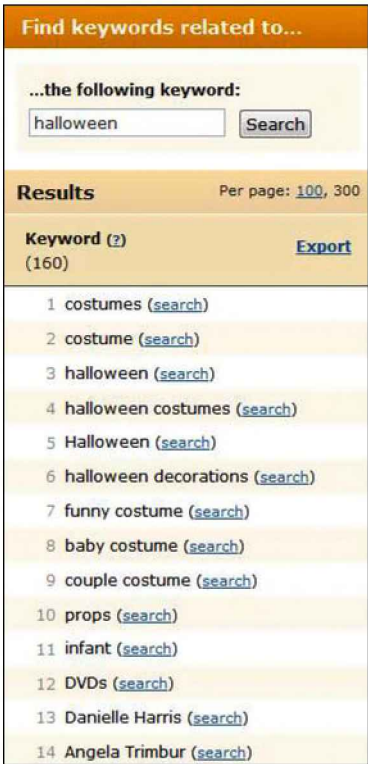 Find keywords related to...
...the following keyword:
halloween Search
Results Per page: 100, 300
Keyword (?)
(160) Export
1 costumes (search)
2 costume (search)
3 halloween (search)
4 halloween costumes (search)
5 Halloween (search)
6 halloween decorations (search)
7 funny costume (search)
8 baby costume (search)
9 couple costume (search)
10 props (search)
11 infant (search)
12 DVDs (search)
13 Danielle Harris (search)
14 Angela Trimbur (search)